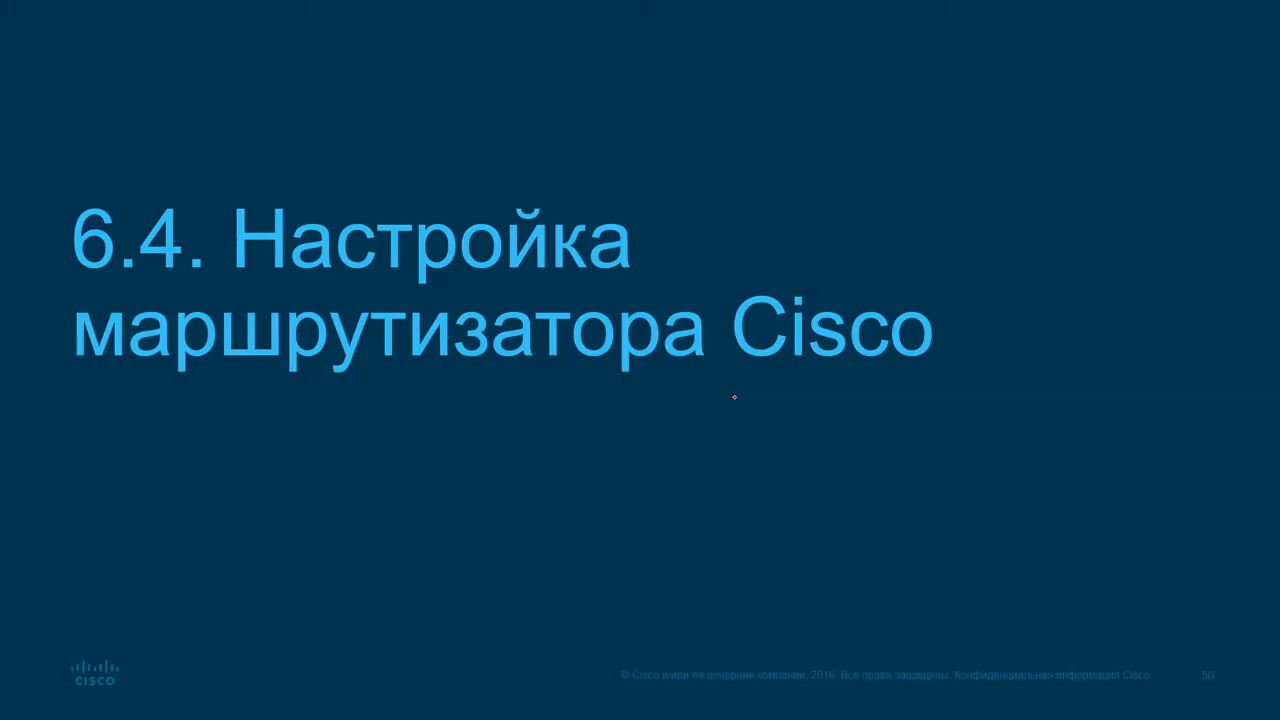 6.4. Настройка
маршрутизатора Cisco
cisco
© Cisco и/или ее дочерние компании, 2016. Все права защищены. Конфиденциальная информация Cisco
50